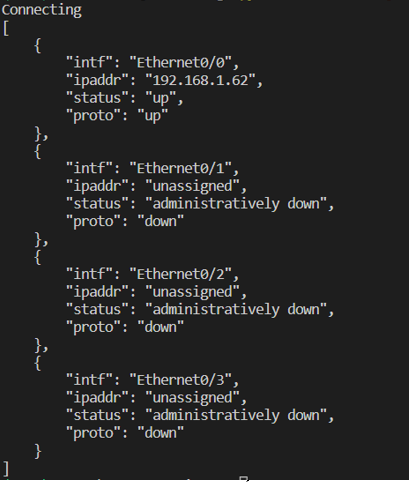 Connecting
[
    {
        "intf": "Ethernet0/0",
        "ipaddr": "192.168.1.62",
        "status": "up",
        "proto": "up"
    },
    {
        "intf": "Ethernet0/1",
        "ipaddr": "unassigned",
        "status": "administratively down",
        "proto": "down"
    },
    {
        "intf": "Ethernet0/2",
        "ipaddr": "unassigned",
        "status": "administratively down",
        "proto": "down"
    },
    {
        "intf": "Ethernet0/3",
        "ipaddr": "unassigned",
        "status": "administratively down",
        "proto": "down"
    }
]